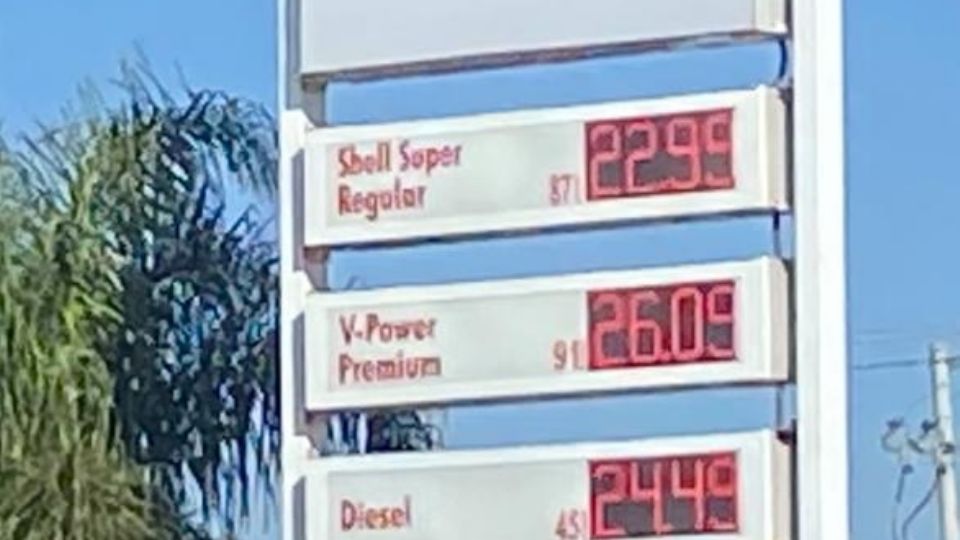 Shell Super
Regular 87 22.99
V-Power
Premium 91 26.09
Diesel 45 24.49